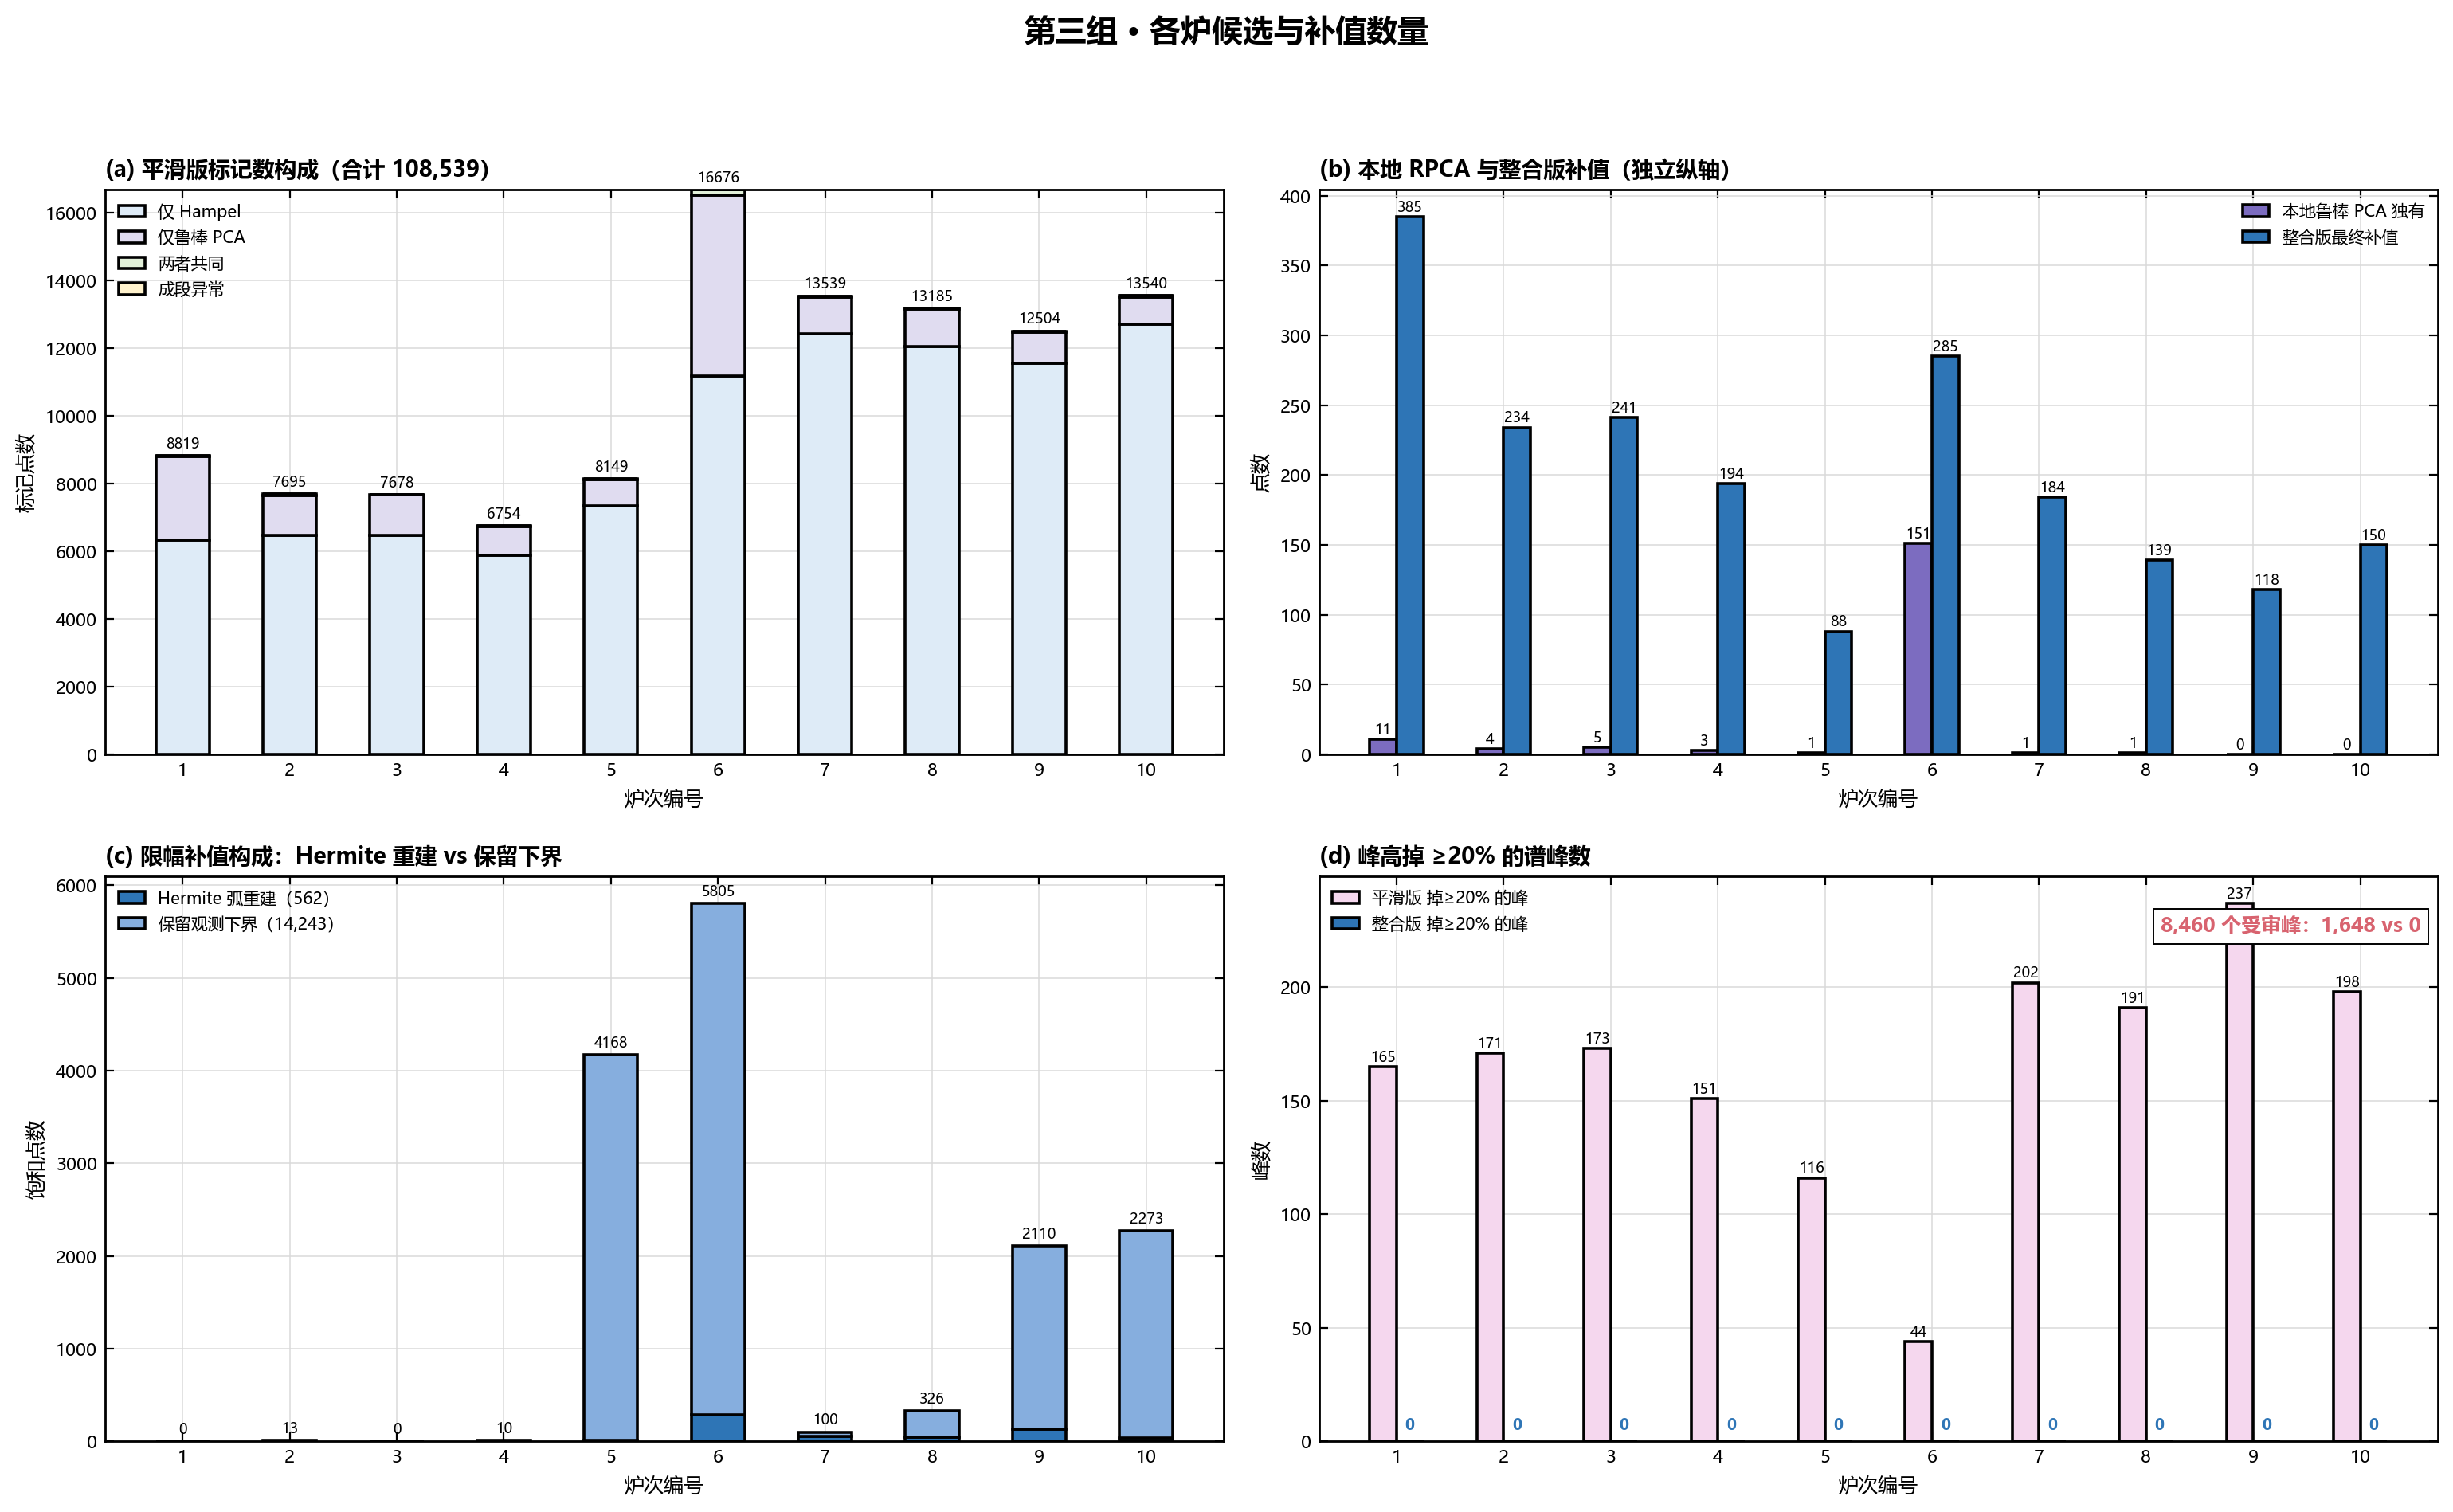 第三组 • 各炉候选与补值数量
(a) 平滑版标记数构成（合计 108,539）
仅 Hampel
仅鲁棒 PCA
两者共同
成段异常
标记点数
16000
14000
12000
10000
8000
6000
4000
2000
0
8819
7695
7678
6754
8149
16676
13539
13185
12504
13540
1 2 3 4 5 6 7 8 9 10
炉次编号
(b) 本地 RPCA 与整合版补值（独立纵轴）
本地鲁棒 PCA 独有
整合版最终补值
点数
400
350
300
250
200
150
100
50
0
11 385
4 234
5 241
3 194
1 88
151 285
1 184
1 139
0 118
0 150
1 2 3 4 5 6 7 8 9 10
炉次编号
(c) 限幅补值构成：Hermite 重建 vs 保留下界
Hermite 弧重建（562）
保留观测下界（14,243）
饱和点数
6000
5000
4000
3000
2000
1000
0
0
13
0
10
4168
5805
100
326
2110
2273
1 2 3 4 5 6 7 8 9 10
炉次编号
(d) 峰高掉 ≥20% 的谱峰数
平滑版 掉≥20% 的峰
整合版 掉≥20% 的峰
8,460 个受审峰：1,648 vs 0
峰数
200
150
100
50
0
165 0
171 0
173 0
151 0
116 0
44 0
202 0
191 0
237 0
198 0
1 2 3 4 5 6 7 8 9 10
炉次编号